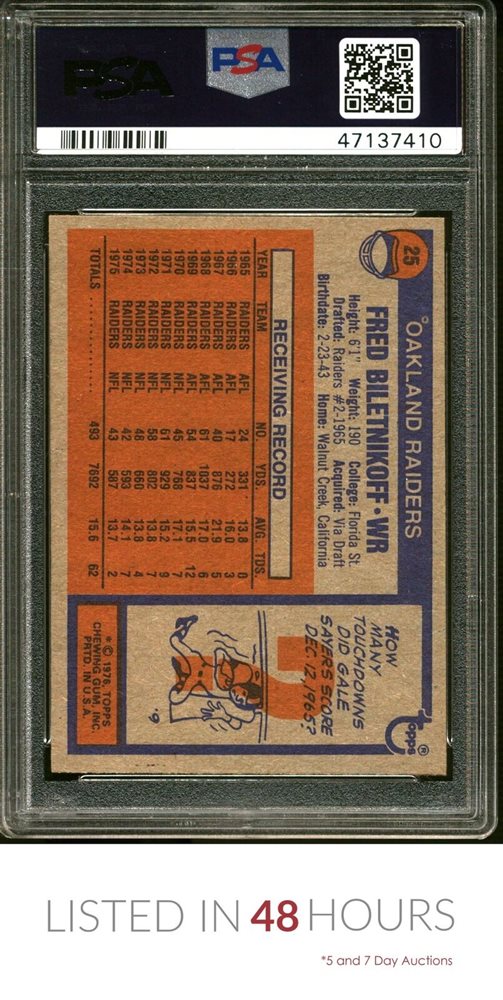 PSA
PSA
47137410
25
°OAKLAND RAIDERS
FRED BILETNIKOFF • WR
Height: 6'1" Weight: 190 College: Florida St.
Drafted: Raiders #2-1965 Acquired: Via Draft
Birthdate: 2-23-43 Home: Walnut Creek, California
RECEIVING RECORD
YEAR TEAM NO. YDS. AVG. TDS.
1965 RAIDERS AFL 24 331 13.8 0
1966 RAIDERS AFL 17 272 16.0 3
1967 RAIDERS AFL 40 876 21.9 5
1968 RAIDERS AFL 61 1037 17.0 6
1969 RAIDERS AFL 54 837 15.5 12
1970 RAIDERS NFL 45 768 17.1 7
1971 RAIDERS NFL 61 929 15.2 9
1972 RAIDERS NFL 58 802 13.8 7
1973 RAIDERS NFL 48 660 13.8 4
1974 RAIDERS NFL 42 593 14.1 7
1975 RAIDERS NFL 43 587 13.7 2
TOTALS .................. 493 7692 15.6 62
Topps®
HOW
MANY
TOUCHDOWNS
DID GALE
SAYERS SCORE
DEC. 12, 1965?
* © 1976, TOPPS
CHEWING GUM, INC.
PRTD. IN U.S.A.
LISTED IN 48 HOURS
*5 and 7 Day Auctions